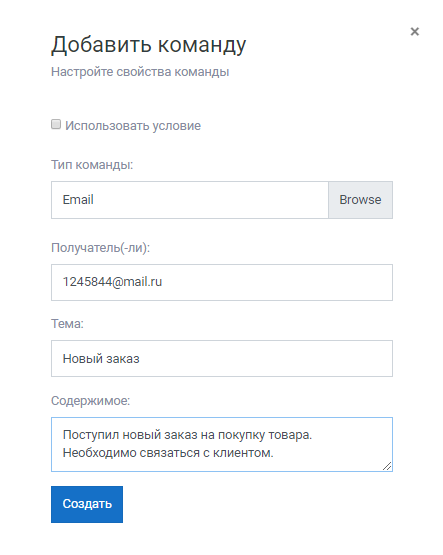 ×
Добавить команду
Настройте свойства команды
Использовать условие
Тип команды:
Email
Browse
Получатель(-ли):
1245844@mail.ru
Тема:
Новый заказ
Содержимое:
Поступил новый заказ на покупку товара.
Необходимо связаться с клиентом.
Создать